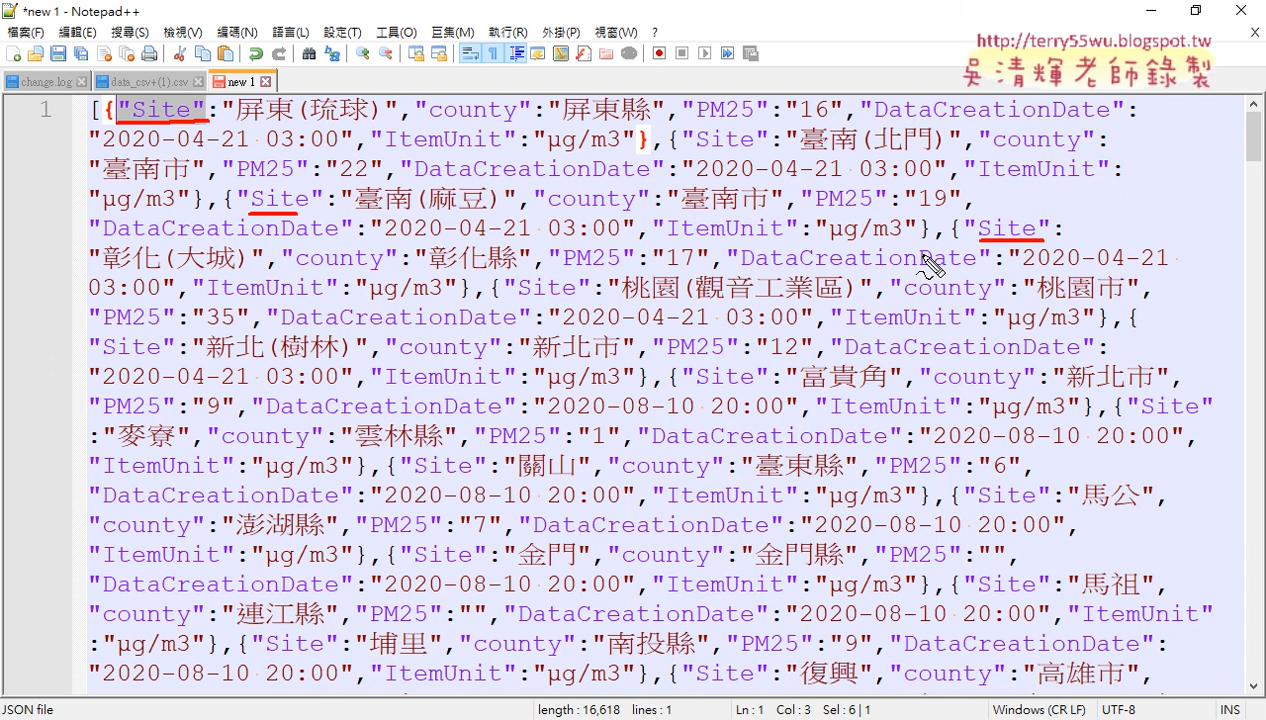 *new 1 - Notepad++
檔案(F) 編輯(E) 搜尋(S) 檢視(V) 編碼(N) 語言(L) 設定(T) 工具(O) 巨集(M) 執行(R) 外掛(P) 視窗(W) ?
http://terry55wu.blogspot.tw
吳清輝老師錄製
change.log data_csv+(1).csv new 1
1 [{"Site":"屏東(琉球)","county":"屏東縣","PM25":"16","DataCreationDate":
"2020-04-21 03:00","ItemUnit":"μg/m3"},{"Site":"臺南(北門)","county":
"臺南市","PM25":"22","DataCreationDate":"2020-04-21 03:00","ItemUnit":
"μg/m3"},{"Site":"臺南(麻豆)","county":"臺南市","PM25":"19",
"DataCreationDate":"2020-04-21 03:00","ItemUnit":"μg/m3"},{"Site":
"彰化(大城)","county":"彰化縣","PM25":"17","DataCreationDate":"2020-04-21
03:00","ItemUnit":"μg/m3"},{"Site":"桃園(觀音工業區)","county":"桃園市",
"PM25":"35","DataCreationDate":"2020-04-21 03:00","ItemUnit":"μg/m3"},{
"Site":"新北(樹林)","county":"新北市","PM25":"12","DataCreationDate":
"2020-04-21 03:00","ItemUnit":"μg/m3"},{"Site":"富貴角","county":"新北市",
"PM25":"9","DataCreationDate":"2020-08-10 20:00","ItemUnit":"μg/m3"},{"Site"
:"麥寮","county":"雲林縣","PM25":"1","DataCreationDate":"2020-08-10 20:00",
"ItemUnit":"μg/m3"},{"Site":"關山","county":"臺東縣","PM25":"6",
"DataCreationDate":"2020-08-10 20:00","ItemUnit":"μg/m3"},{"Site":"馬公",
"county":"澎湖縣","PM25":"7","DataCreationDate":"2020-08-10 20:00",
"ItemUnit":"μg/m3"},{"Site":"金門","county":"金門縣","PM25":"",
"DataCreationDate":"2020-08-10 20:00","ItemUnit":"μg/m3"},{"Site":"馬祖",
"county":"連江縣","PM25":"","DataCreationDate":"2020-08-10 20:00","ItemUnit"
:"μg/m3"},{"Site":"埔里","county":"南投縣","PM25":"9","DataCreationDate":
"2020-08-10 20:00","ItemUnit":"μg/m3"},{"Site":"復興","county":"高雄市",
JSON file length : 16,618 lines : 1 Ln : 1 Col : 3 Sel : 6 | 1 Windows (CR LF) UTF-8 INS